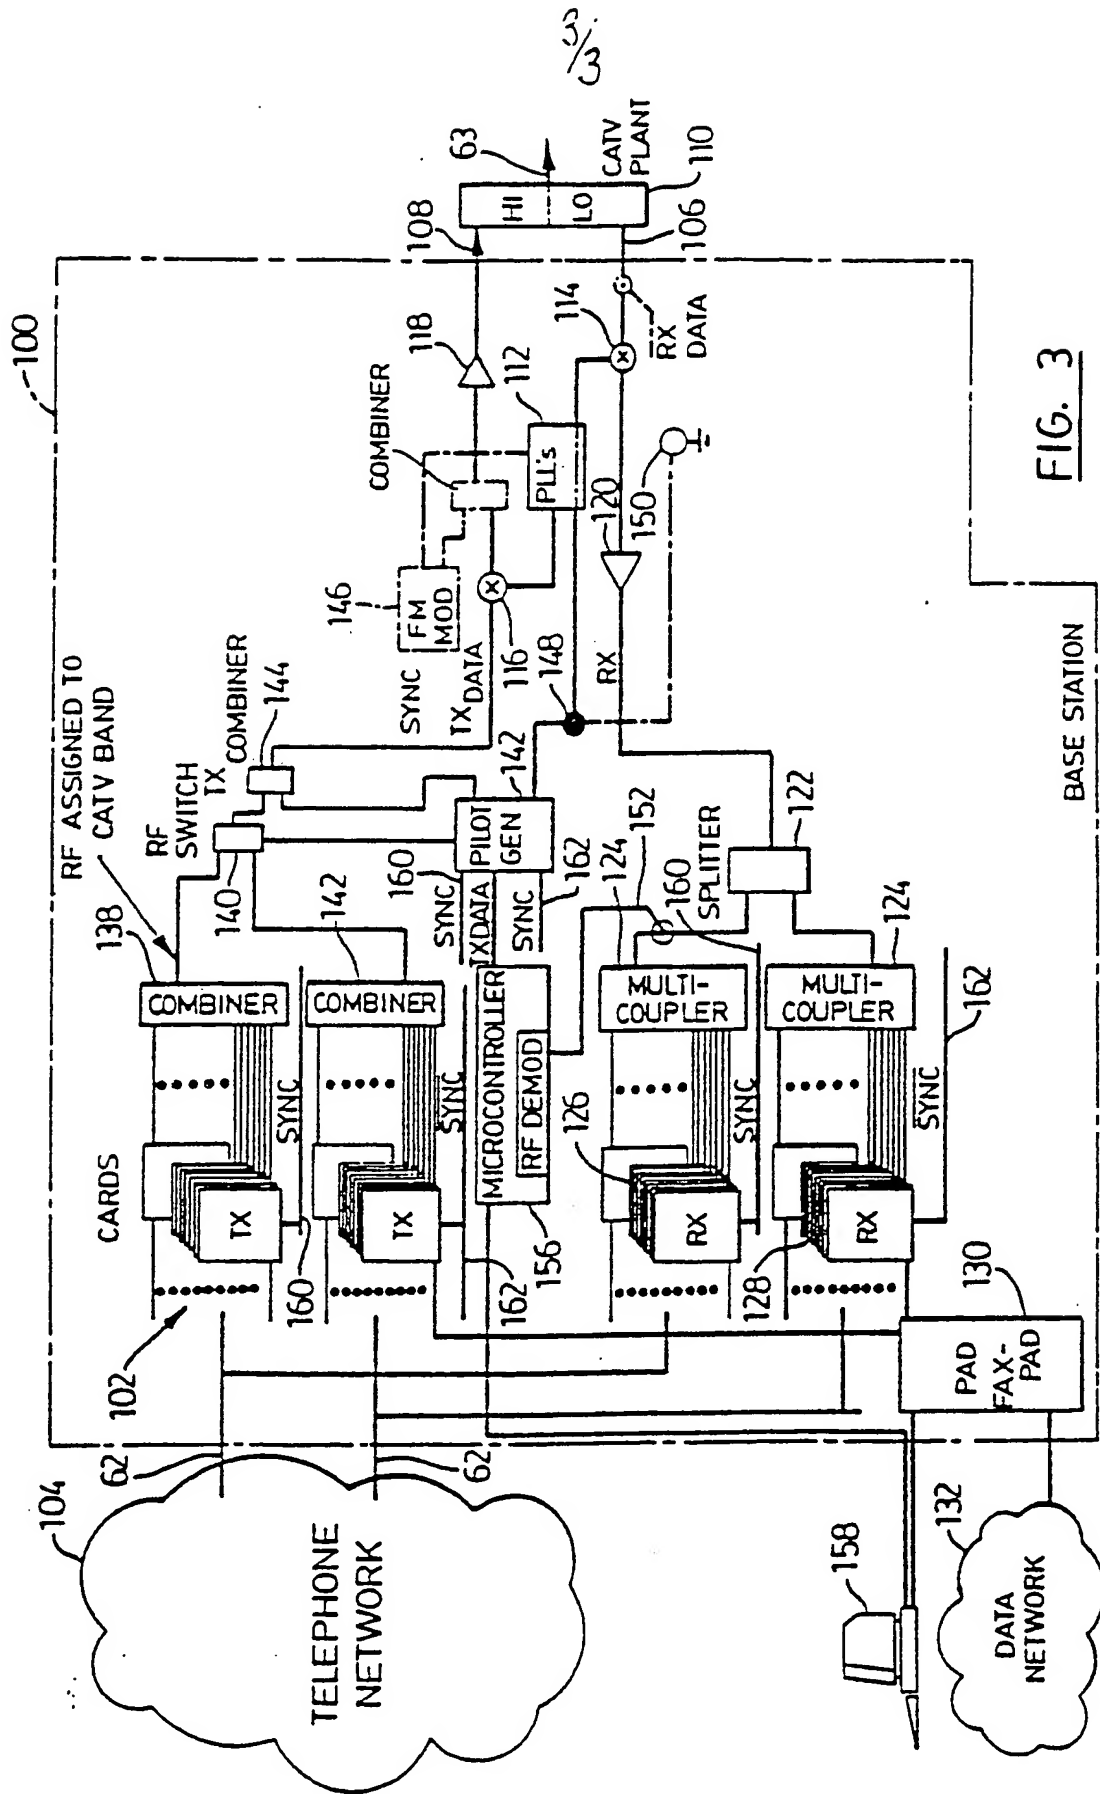 3/3
100
RF ASSIGNED TO
CATV BAND
RF
SWITCH
TX
COMBINER
144
138
140
CARDS
102
COMBINER
TX
SYNC
160
142
COMBINER
TX
SYNC
162
104
TELEPHONE
NETWORK
62
62
SYNC
146
FM
MOD
COMBINER
118
108
63
HI
LO
CATV
PLANT
110
106
TX DATA
116
PLL's
112
114
RX
DATA
148
150
120
RX
142
PILOT
GEN
160
SYNC
TXDATA
SYNC
162
MICROCONTROLLER
RF DEMOD
156
152
124
MULTI-
COUPLER
126
RX
SYNC
160
SPLITTER
122
124
MULTI-
COUPLER
128
RX
SYNC
162
130
PAD
FAX-
PAD
158
132
DATA
NETWORK
BASE STATION
FIG. 3